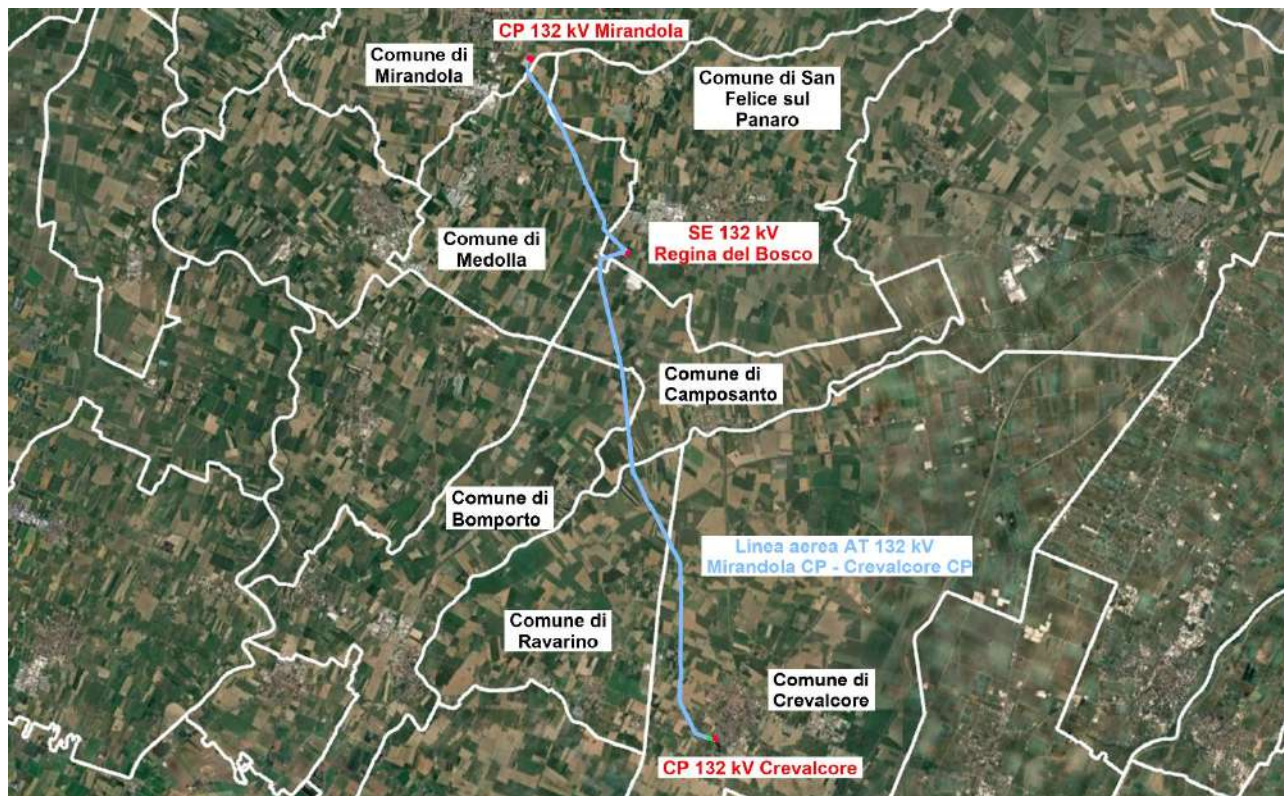 CP 132 kV Mirandola
Comune di
Mirandola
Comune di San
Felice sul
Panaro
Comune di
Medolla
SE 132 kV
Regina del Bosco
Comune di
Camposanto
Comune di
Bomporto
Linea aerea AT 132 kV
Mirandola CP - Crevalcore CP
Comune di
Ravarino
Comune di
Crevalcore
CP 132 kV Crevalcore